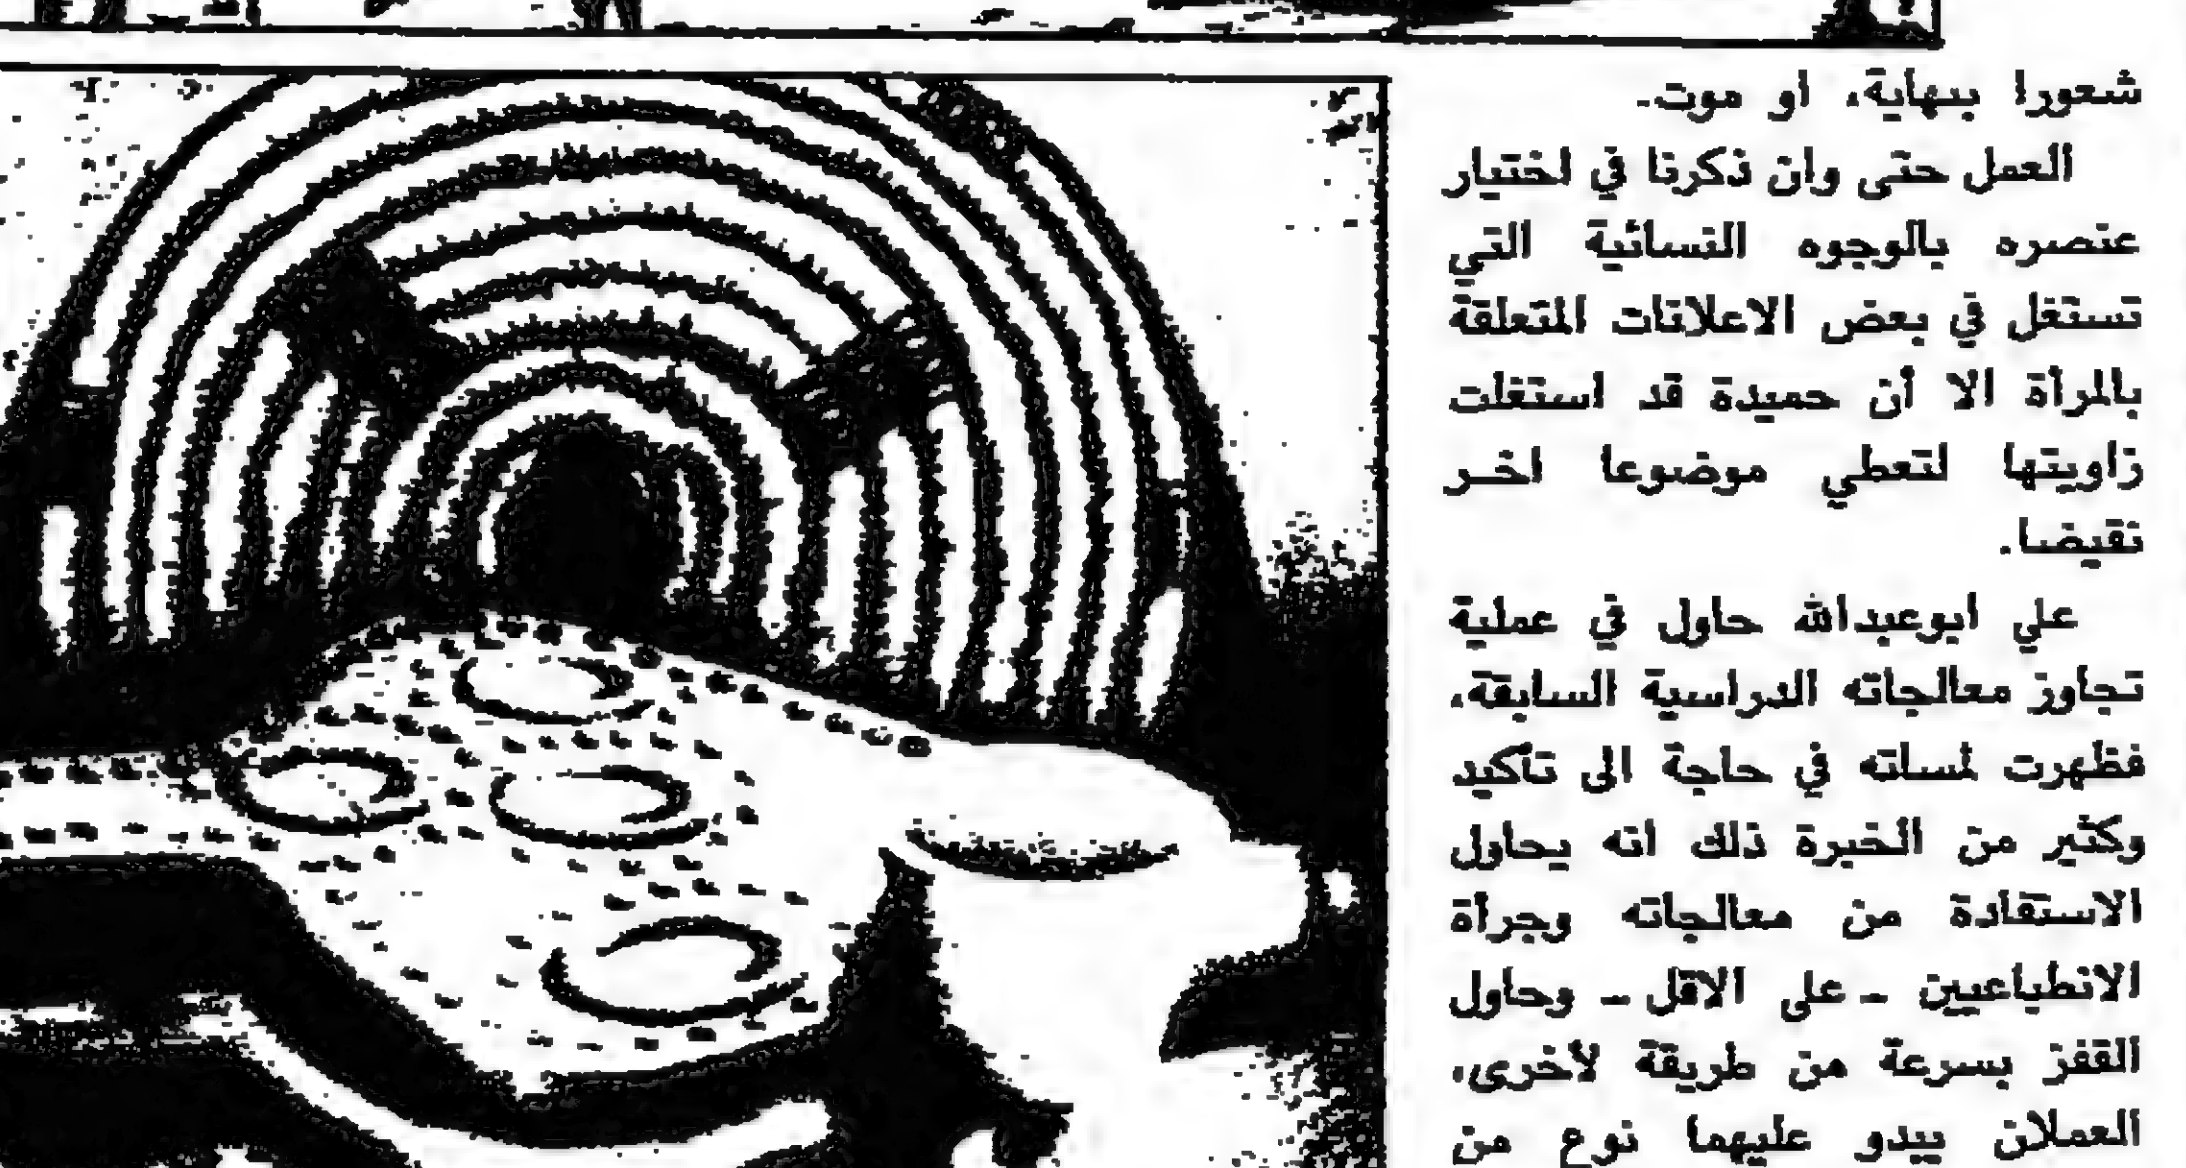 شعورا ببهاية، او موت.
العمل حتى وان ذكرنا في اختيار
عنصره بالوجوه النسائية التي
تستغل في بعض الاعلانات المتعلقة
بالمرأة الا أن حميدة قد استغلت
زاويتها لتعطي موضوعا اخر
نقيضا.
علي ابوعبدالله حاول في عملية
تجاوز معالجاته الدراسية السابقة،
فظهرت لمساته في حاجة الى تأكيد
وكثير من الخبرة ذلك انه يحاول
الاستفادة من معالجاته وجرأة
الانطباعيين - على الاقل - وحاول
القفز بسرعة من طريقة لأخرى،
العملان يبدو عليهما نوع من